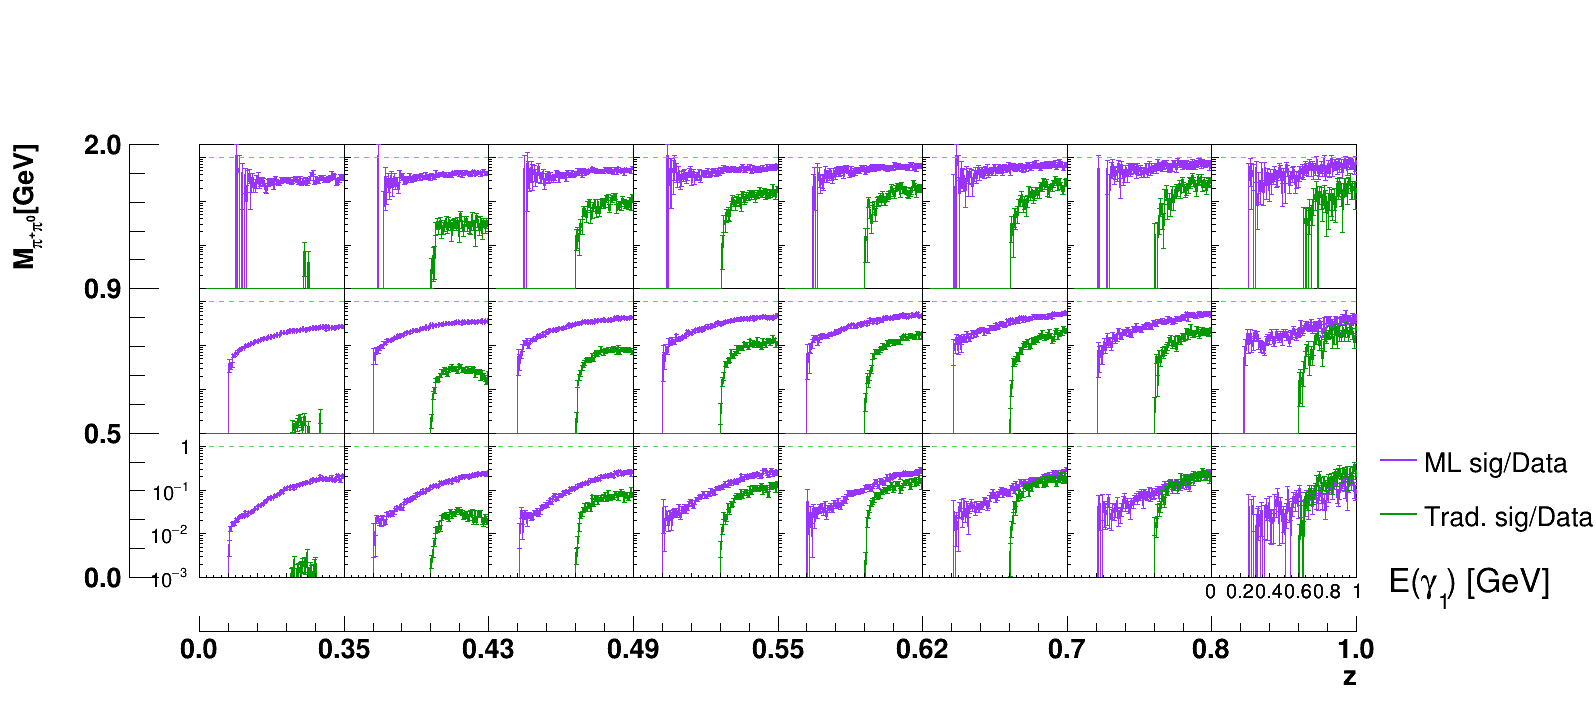 M π⁺π⁰ [GeV]
2.0
0.9
0.5
0.0
1
10⁻¹
10⁻²
10⁻³
ML sig/Data
Trad. sig/Data
0 0.20.40.60.8 1
E(γ₁) [GeV]
0.0 0.35 0.43 0.49 0.55 0.62 0.7 0.8 1.0
z